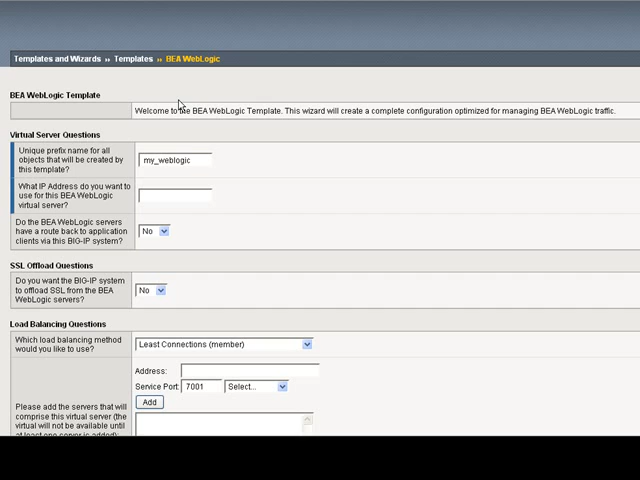 Templates and Wizards ›› Templates ›› BEA WebLogic
BEA WebLogic Template
Welcome to the BEA WebLogic Template. This wizard will create a complete configuration optimized for managing BEA WebLogic traffic.
Virtual Server Questions
Unique prefix name for all
objects that will be created by
this template?
my_weblogic
What IP Address do you want to
use for this BEA WebLogic
virtual server?
Do the BEA WebLogic servers
have a route back to application
clients via this BIG-IP system?
No
SSL Offload Questions
Do you want the BIG-IP system
to offload SSL from the BEA
WebLogic servers?
No
Load Balancing Questions
Which load balancing method
would you like to use?
Least Connections (member)
Address:
Service Port: 7001 Select...
Add
Please add the servers that will
comprise this virtual server (the
virtual will not be available until
at least one server is added):